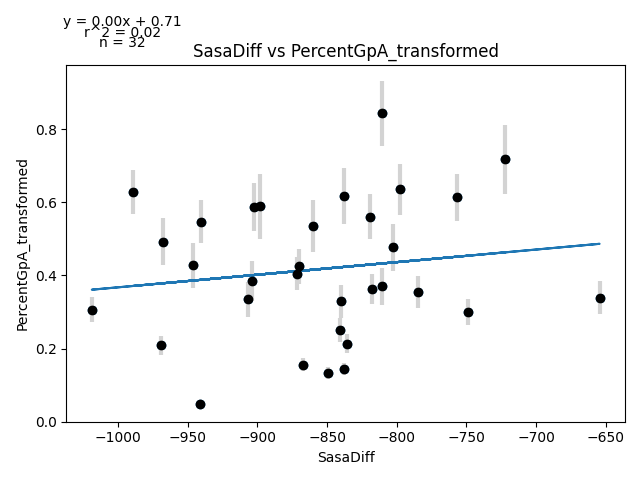 y = 0.00x + 0.71
r^2 = 0.02
n = 32
SasaDiff vs PercentGpA_transformed
PercentGpA_transformed
0.8
0.6
0.4
0.2
0.0
−1000 −950 −900 −850 −800 −750 −700 −650
SasaDiff